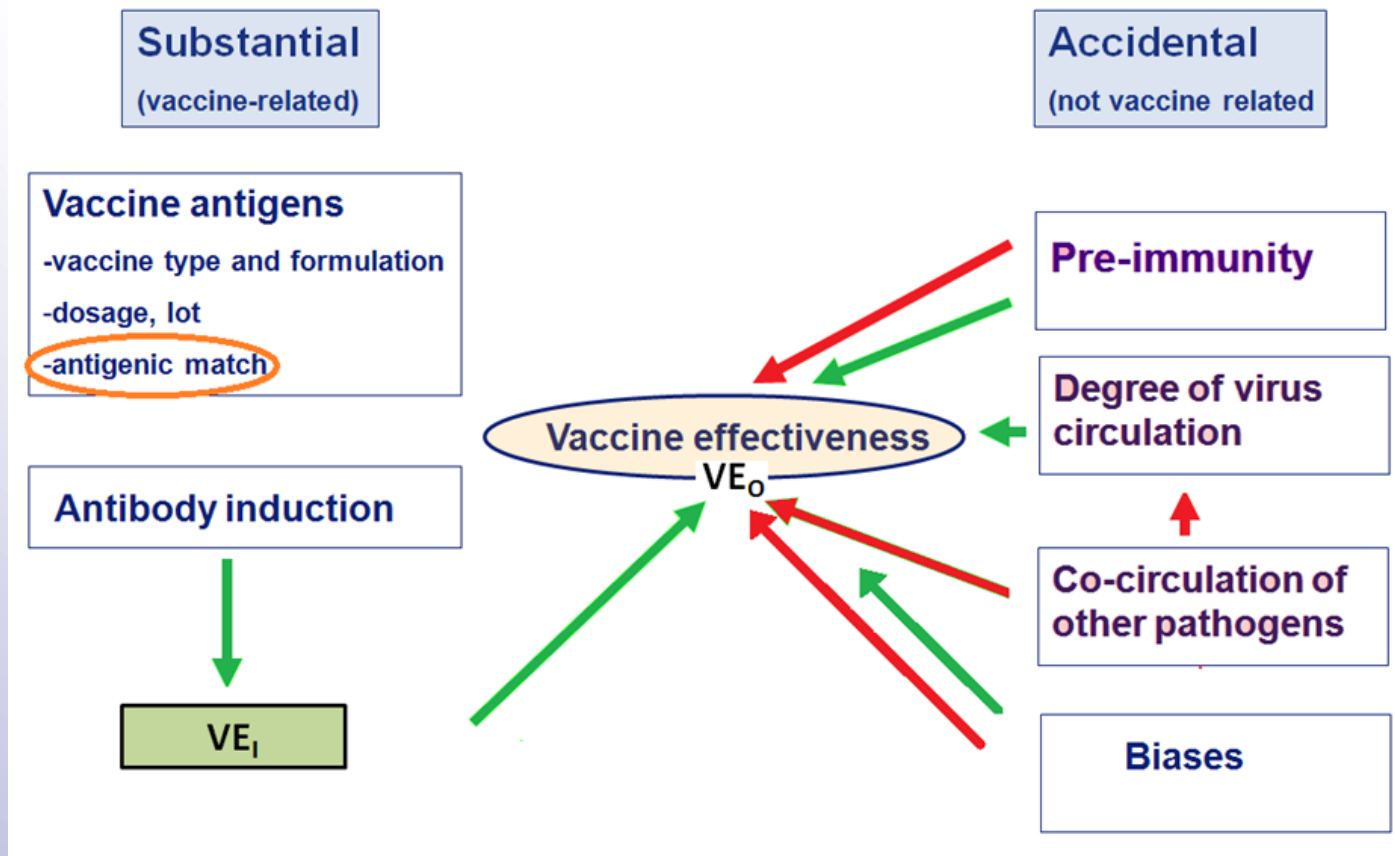 Substantial
(vaccine-related)
Accidental
(not vaccine related
Vaccine antigens
-vaccine type and formulation
-dosage, lot
-antigenic match
Antibody induction
VEI
Vaccine effectiveness
VEO
Pre-immunity
Degree of virus
circulation
Co-circulation of
other pathogens
Biases